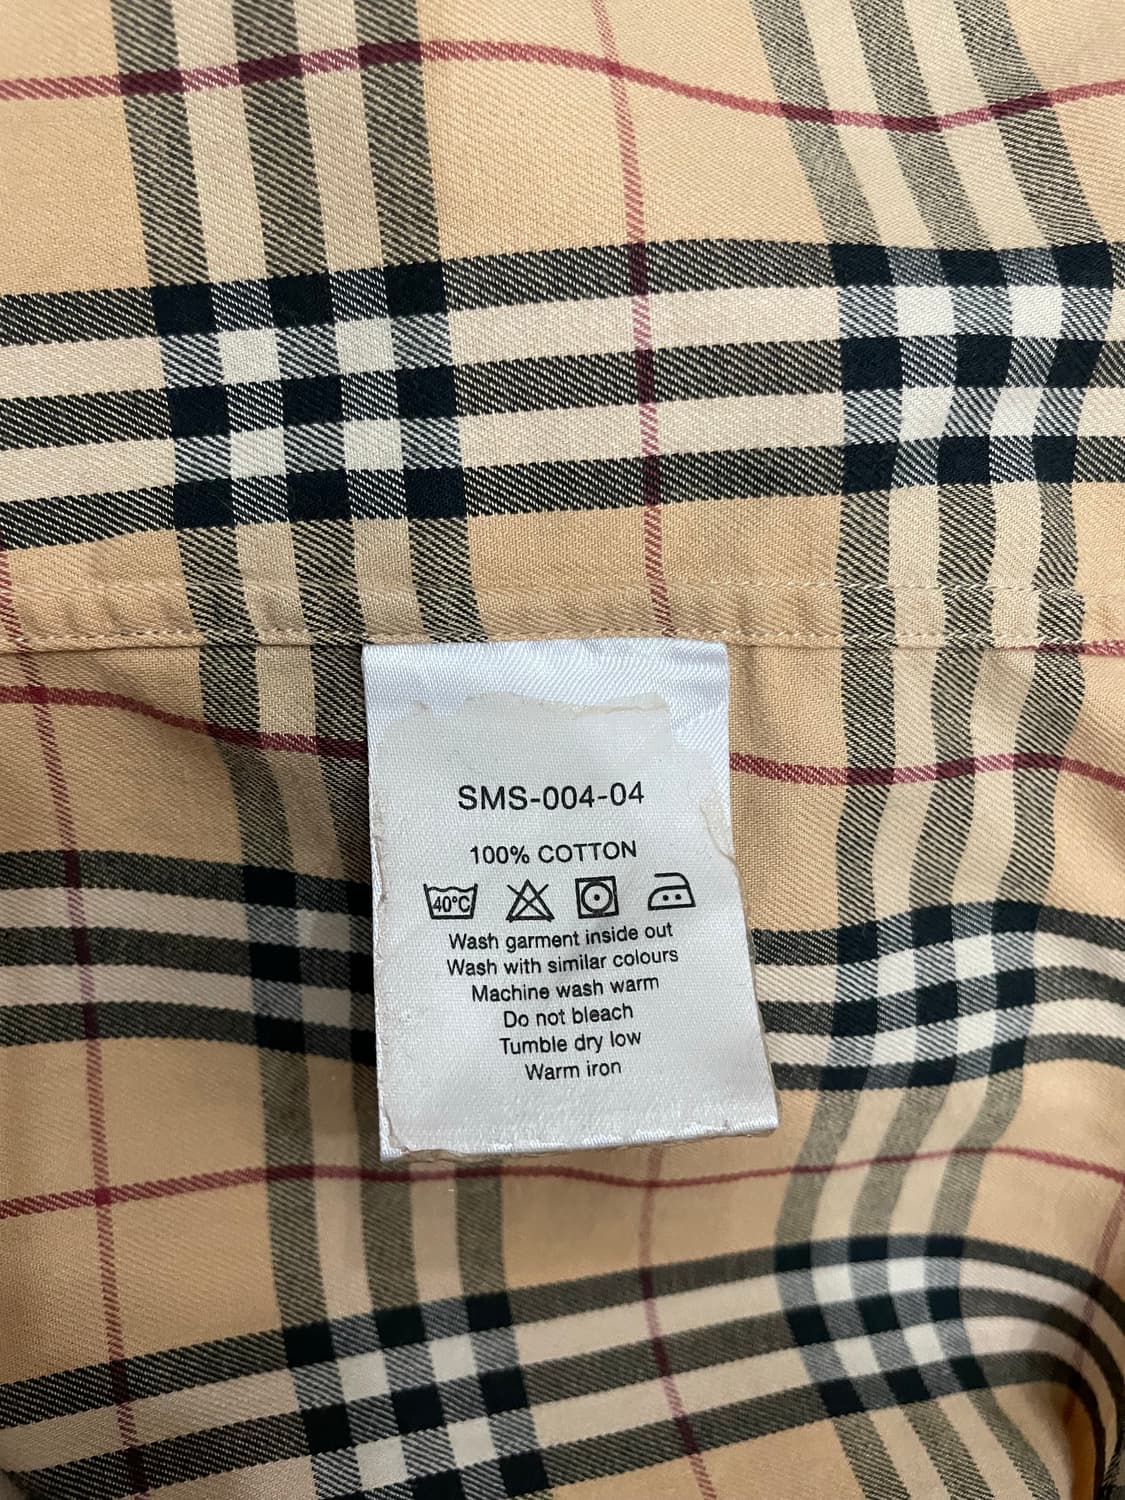 SMS-004-04
100% COTTON
40°C
Wash garment inside out
Wash with similar colours
Machine wash warm
Do not bleach
Tumble dry low
Warm iron